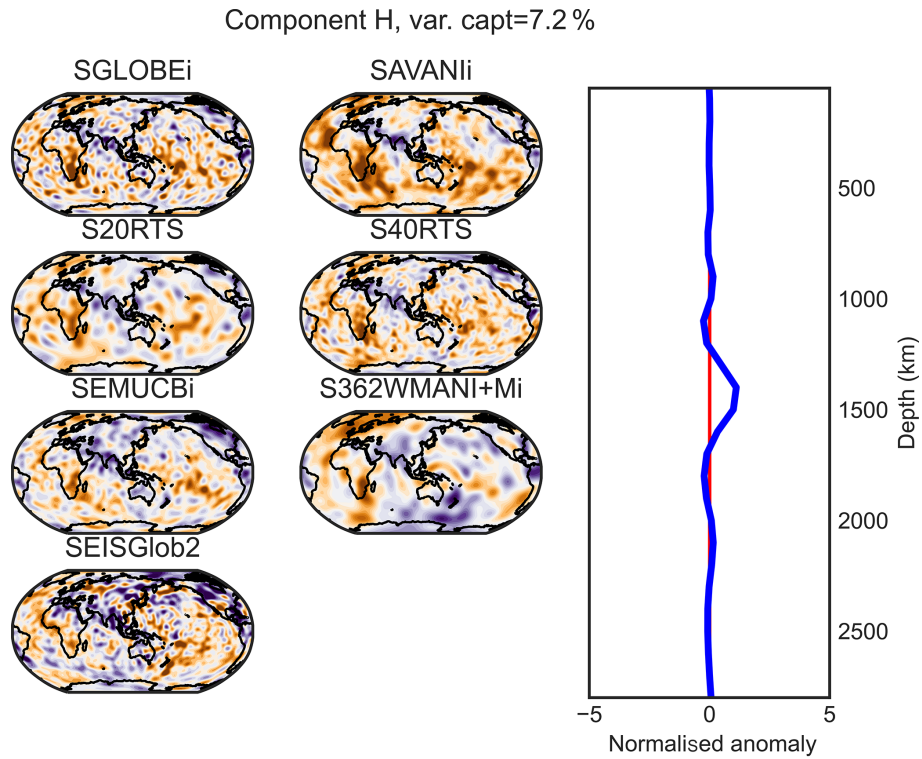 Component H, var. capt=7.2 %
SGLOBEi
SAVANIi
S20RTS
S40RTS
SEMUCBi
S362WMANI+Mi
SEISGlob2
500
1000
1500
2000
2500
Depth (km)
−5
0
5
Normalised anomaly